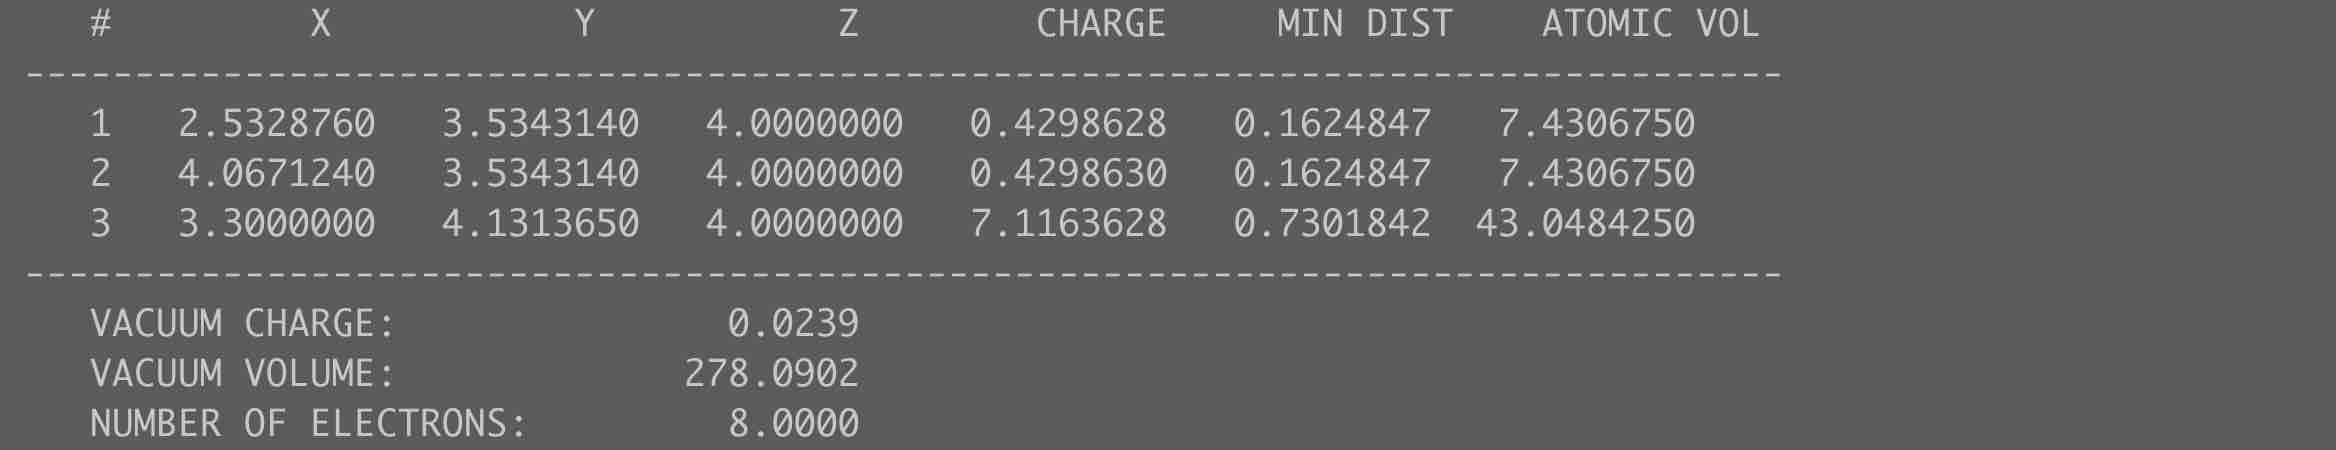 # X Y Z CHARGE MIN DIST ATOMIC VOL
--------------------------------------------------------------------------------
1 2.5328760 3.5343140 4.0000000 0.4298628 0.1624847 7.4306750
2 4.0671240 3.5343140 4.0000000 0.4298630 0.1624847 7.4306750
3 3.3000000 4.1313650 4.0000000 7.1163628 0.7301842 43.0484250
--------------------------------------------------------------------------------
VACUUM CHARGE: 0.0239
VACUUM VOLUME: 278.0902
NUMBER OF ELECTRONS: 8.0000